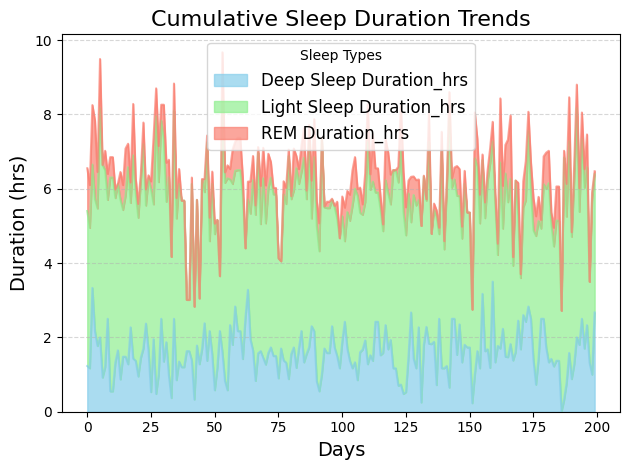 Cumulative Sleep Duration Trends
Sleep Types
Deep Sleep Duration_hrs
Light Sleep Duration_hrs
REM Duration_hrs
Duration (hrs)
10
8
6
4
2
0
0 25 50 75 100 125 150 175 200
Days